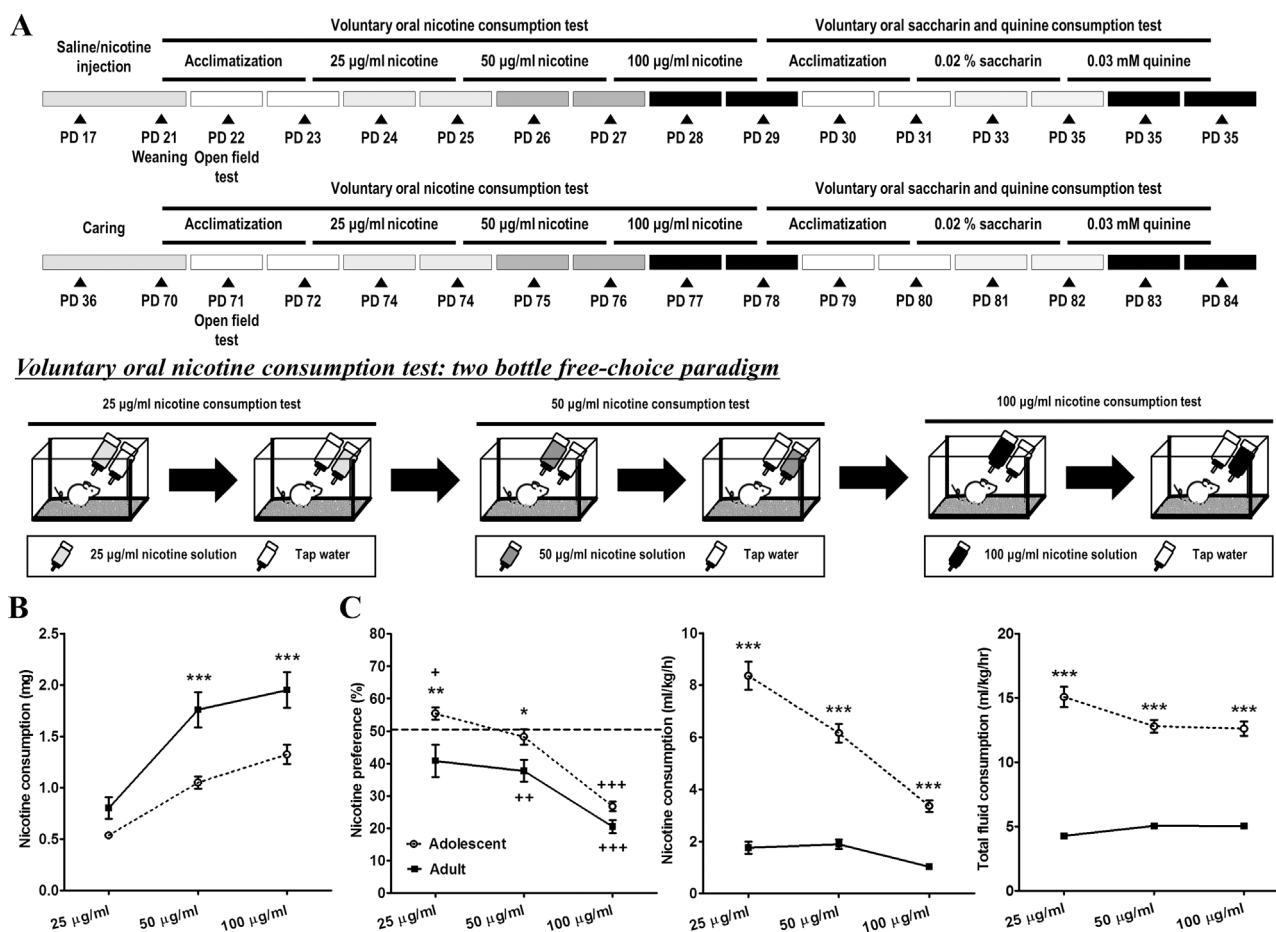 A
Voluntary oral nicotine consumption test
Voluntary oral saccharin and quinine consumption test
Saline/nicotine
injection
Acclimatization
25 µg/ml nicotine
50 µg/ml nicotine
100 µg/ml nicotine
Acclimatization
0.02 % saccharin
0.03 mM quinine
PD 17
PD 21
Weaning
PD 22
Open field
test
PD 23
PD 24
PD 25
PD 26
PD 27
PD 28
PD 29
PD 30
PD 31
PD 33
PD 35
PD 35
PD 35
Voluntary oral nicotine consumption test
Voluntary oral saccharin and quinine consumption test
Caring
Acclimatization
25 µg/ml nicotine
50 µg/ml nicotine
100 µg/ml nicotine
Acclimatization
0.02 % saccharin
0.03 mM quinine
PD 36
PD 70
PD 71
Open field
test
PD 72
PD 74
PD 74
PD 75
PD 76
PD 77
PD 78
PD 79
PD 80
PD 81
PD 82
PD 83
PD 84
Voluntary oral nicotine consumption test: two bottle free-choice paradigm
25 µg/ml nicotine consumption test
50 µg/ml nicotine consumption test
100 µg/ml nicotine consumption test
25 µg/ml nicotine solution
Tap water
50 µg/ml nicotine solution
Tap water
100 µg/ml nicotine solution
Tap water
B
Nicotine consumption (mg)
2.5
2.0
1.5
1.0
0.5
0.0
***
***
25 µg/ml
50 µg/ml
100 µg/ml
C
Nicotine preference (%)
80
70
60
50
40
30
20
10
0
+
**
*
++
+++
+++
Adolescent
Adult
25 µg/ml
50 µg/ml
100 µg/ml
Nicotine consumption (ml/kg/h)
10
8
6
4
2
0
***
***
***
25 µg/ml
50 µg/ml
100 µg/ml
Total fluid consumption (ml/kg/hr)
20
15
10
5
0
***
***
***
25 µg/ml
50 µg/ml
100 µg/ml